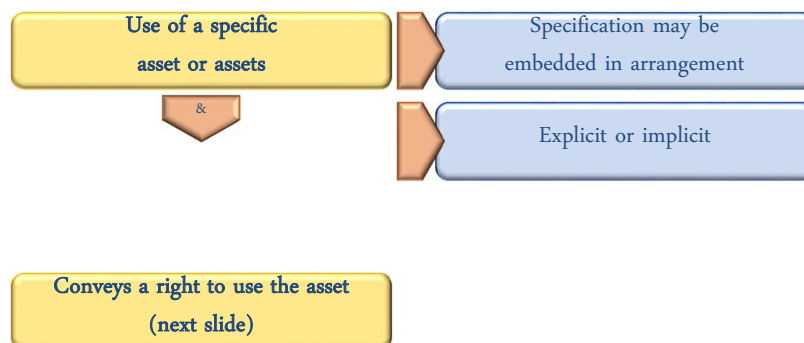 Use of a specific
asset or assets
Specification may be
embedded in arrangement
&
Explicit or implicit
Conveys a right to use the asset
(next slide)